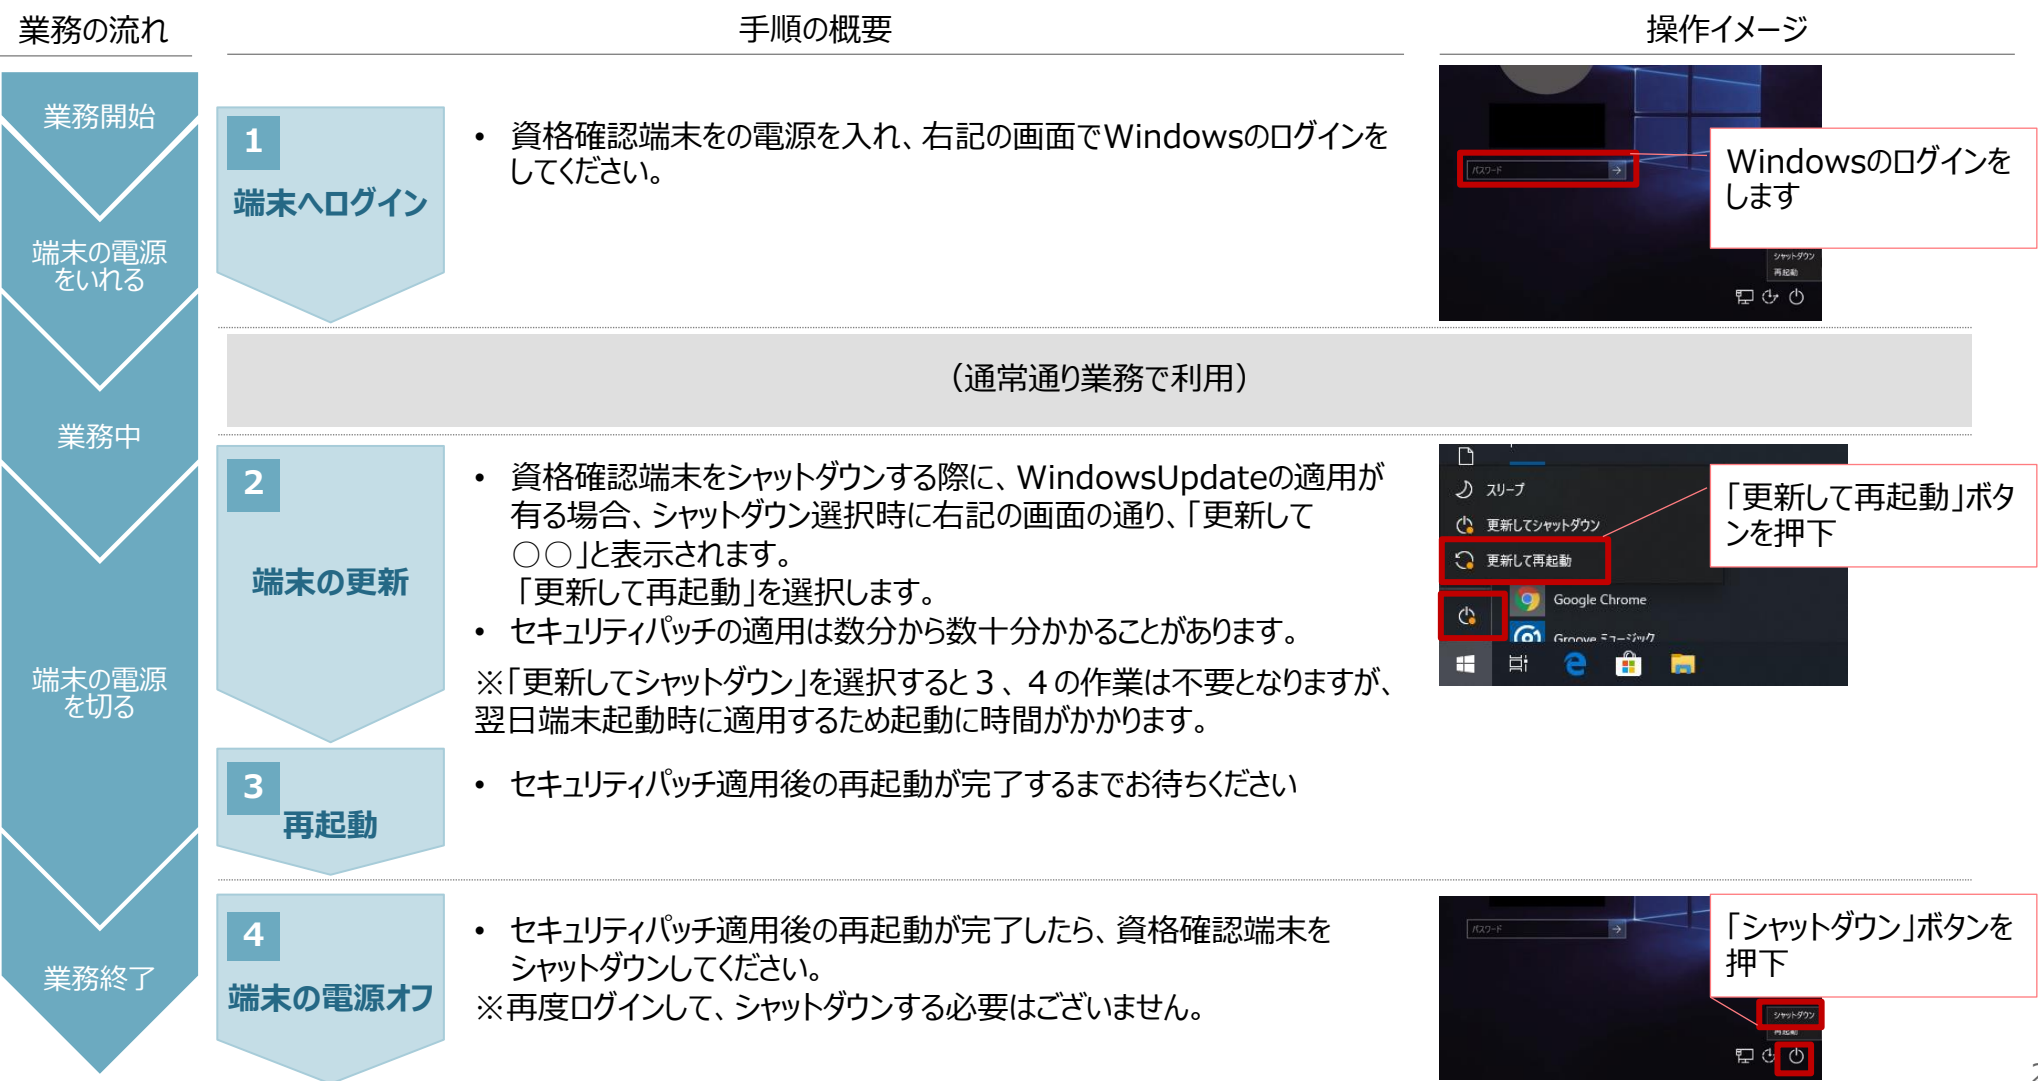 業務の流れ
手順の概要
操作イメージ
業務開始
端末の電源
をいれる
業務中
端末の電源
を切る
業務終了
1
端末へログイン
• 資格確認端末をの電源を入れ、右記の画面でWindowsのログインを
してください。
パスワード
Windowsのログインを
します
シャットダウン
再起動
（通常通り業務で利用）
2
端末の更新
• 資格確認端末をシャットダウンする際に、WindowsUpdateの適用が
有る場合、シャットダウン選択時に右記の画面の通り、「更新して
○○」と表示されます。
「更新して再起動」を選択します。
• セキュリティパッチの適用は数分から数十分かかることがあります。
※「更新してシャットダウン」を選択すると３、４の作業は不要となりますが、
翌日端末起動時に適用するため起動に時間がかかります。
スリープ
更新してシャットダウン
更新して再起動
Google Chrome
Groove ミュージック
「更新して再起動」ボタ
ンを押下
3
再起動
• セキュリティパッチ適用後の再起動が完了するまでお待ちください
4
端末の電源オフ
• セキュリティパッチ適用後の再起動が完了したら、資格確認端末を
シャットダウンしてください。
※再度ログインして、シャットダウンする必要はございません。
パスワード
「シャットダウン」ボタンを
押下
シャットダウン
再起動